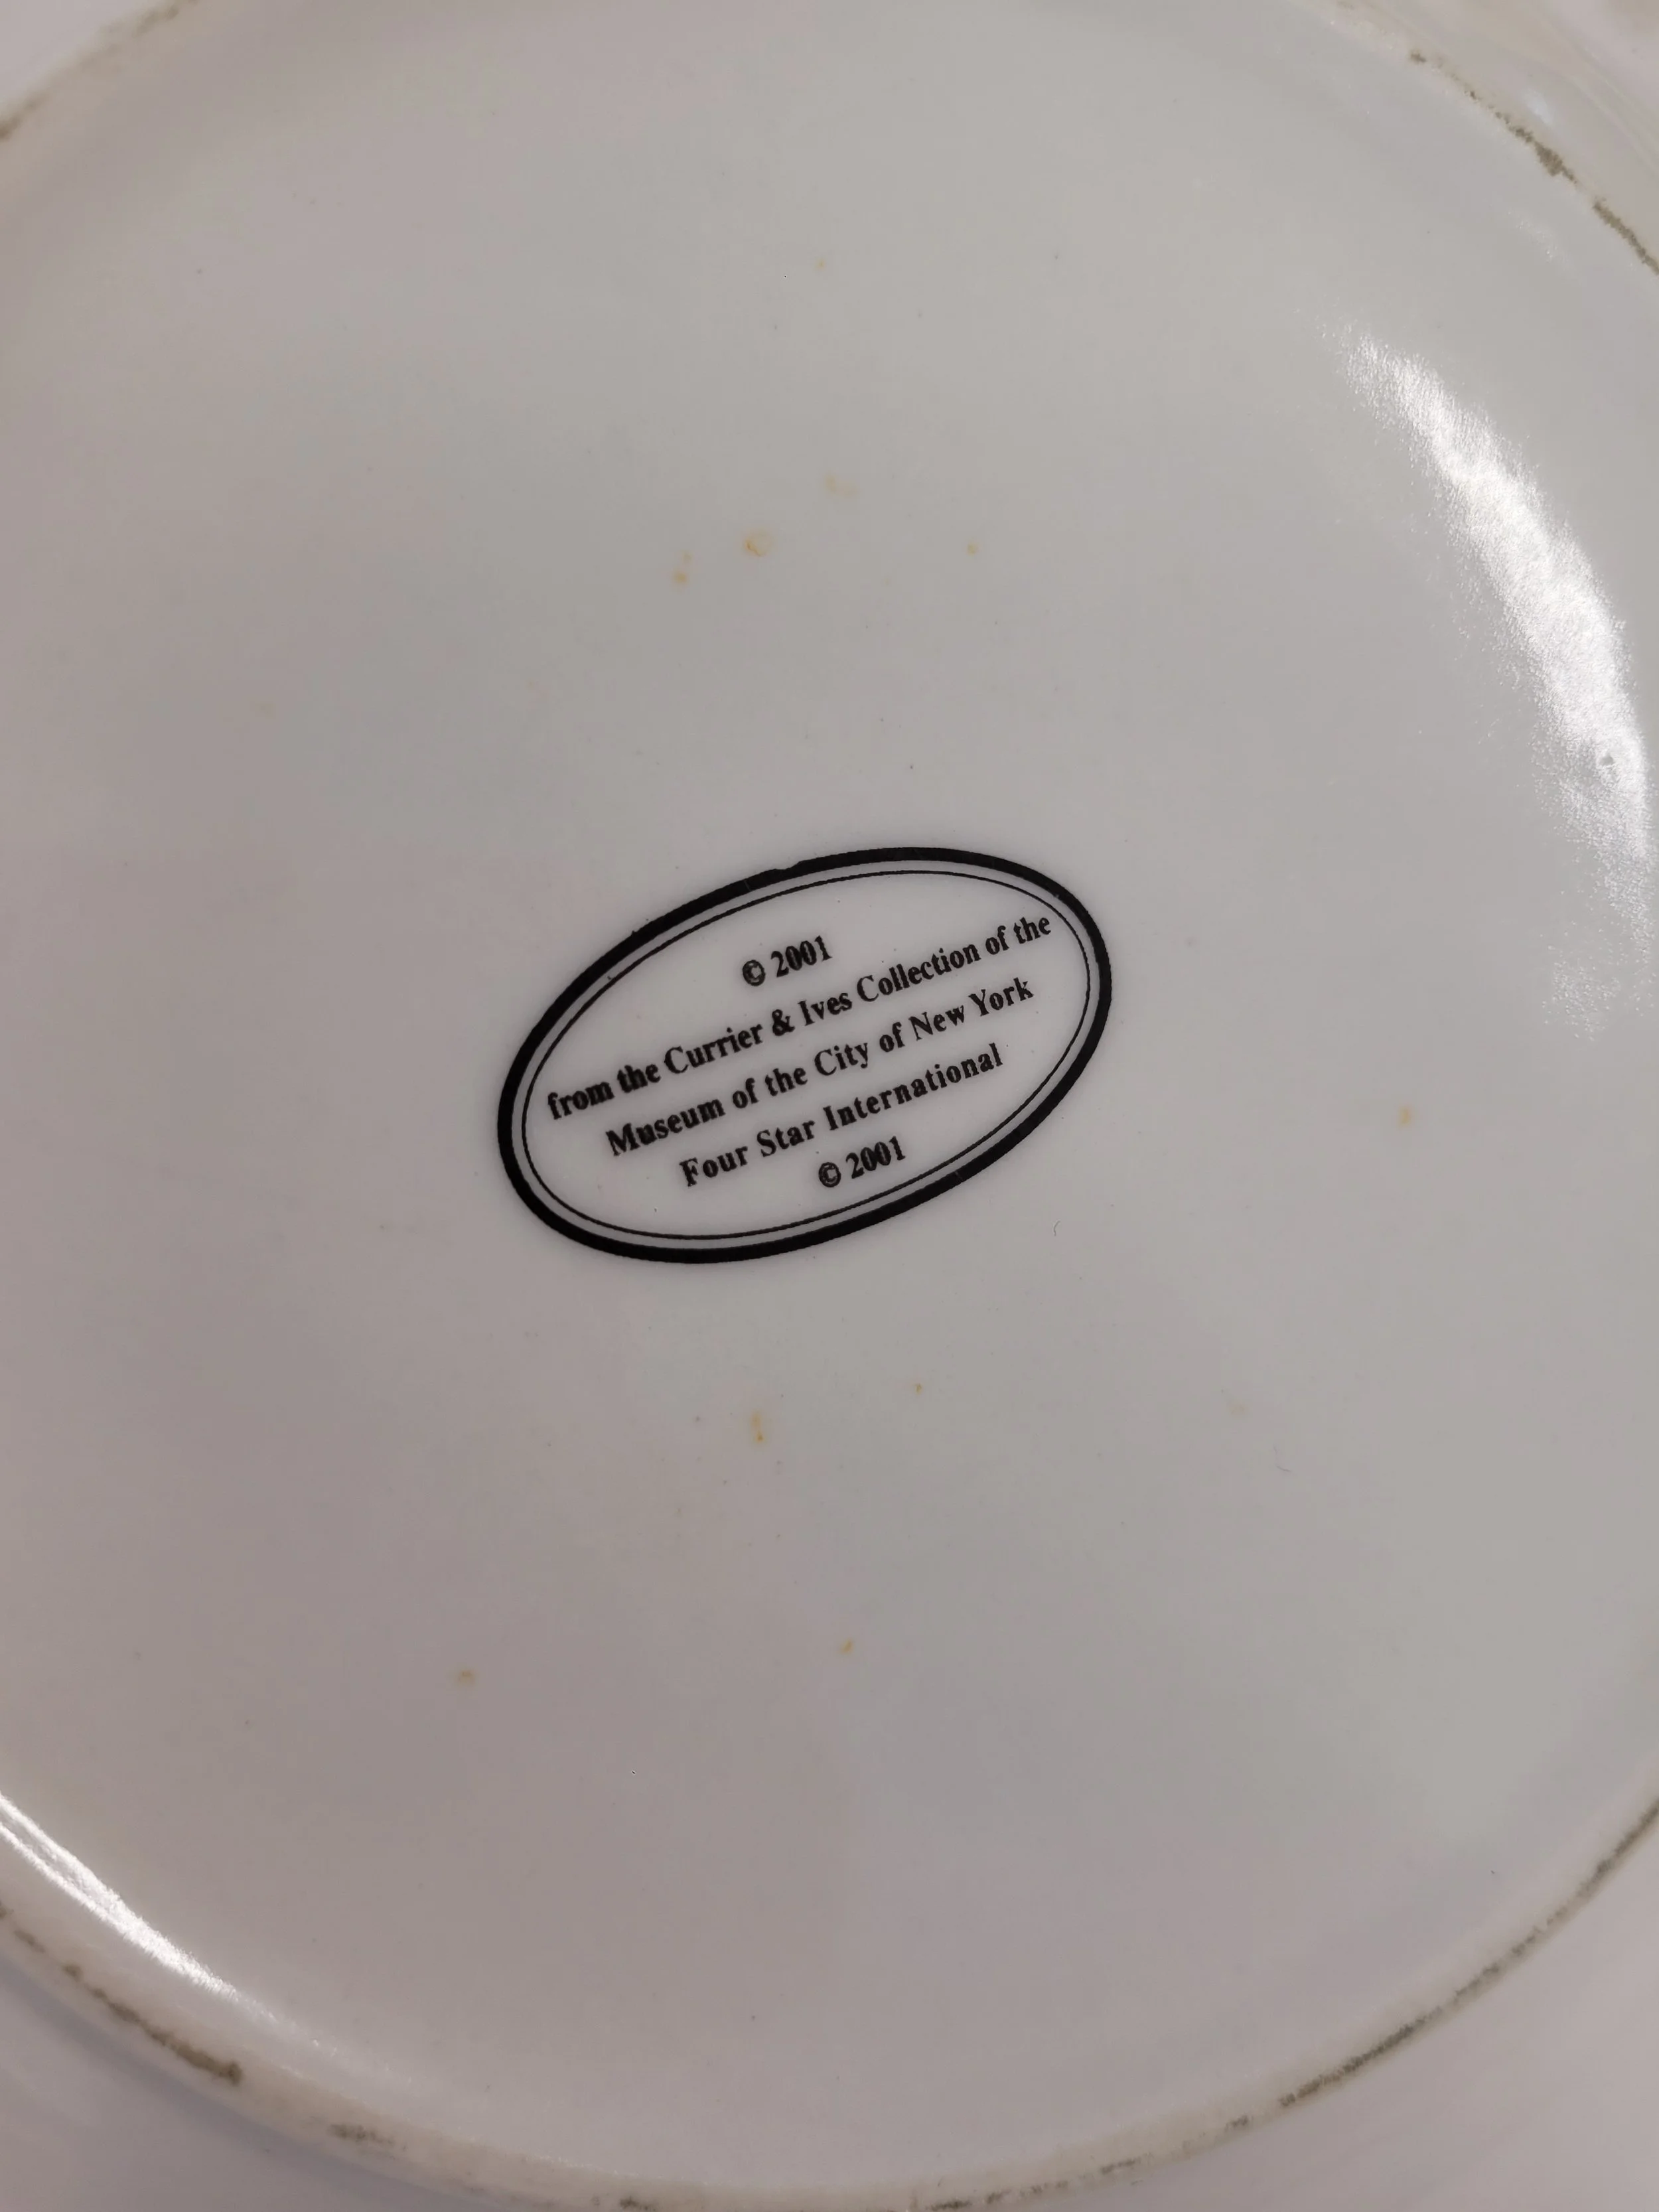 © 2001
from the Currier & Ives Collection of the
Museum of the City of New York
Four Star International
© 2001